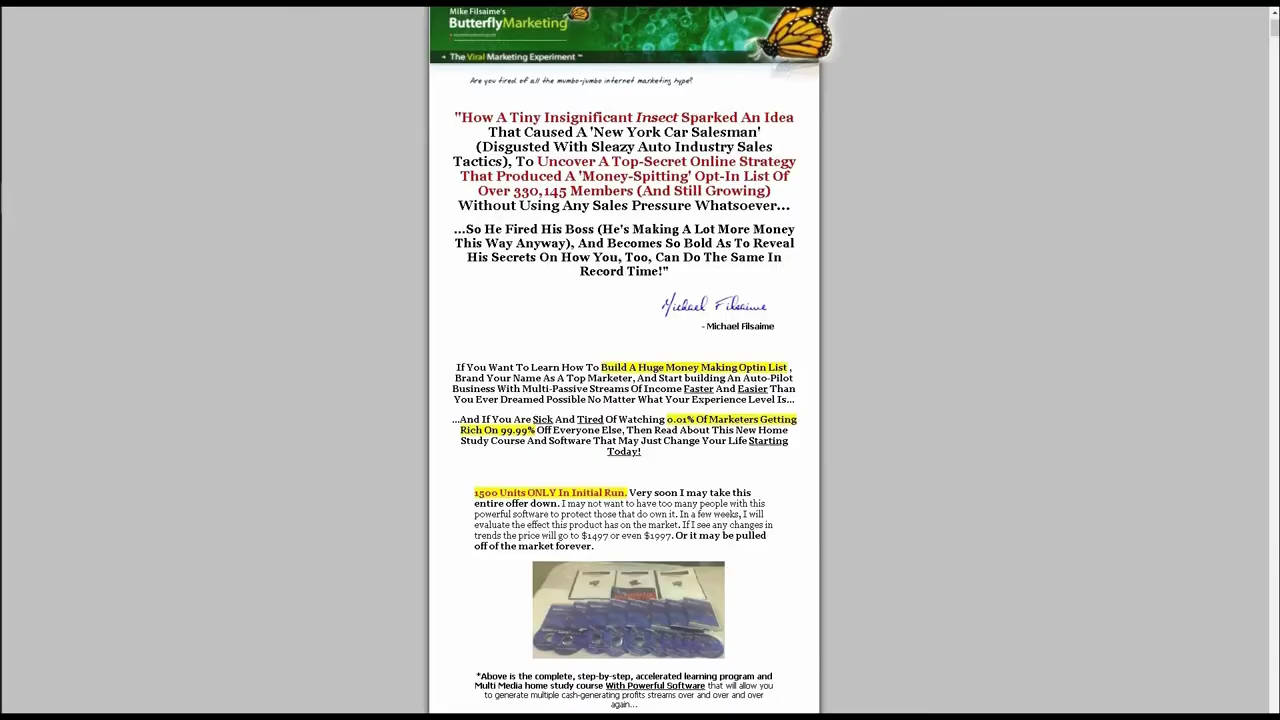 Mike Filsaime's
ButterflyMarketing
The Viral Marketing Experiment ™
Are you tired of all the mumbo-jumbo internet marketing hype?
"How A Tiny Insignificant Insect Sparked An Idea
That Caused A 'New York Car Salesman'
(Disgusted With Sleazy Auto Industry Sales
Tactics), To Uncover A Top-Secret Online Strategy
That Produced A 'Money-Spitting' Opt-In List Of
Over 330,145 Members (And Still Growing)
Without Using Any Sales Pressure Whatsoever...
...So He Fired His Boss (He's Making A Lot More Money
This Way Anyway), And Becomes So Bold As To Reveal
His Secrets On How You, Too, Can Do The Same In
Record Time!"
Michael Filsaime
- Michael Filsaime
If You Want To Learn How To Build A Huge Money Making Optin List ,
Brand Your Name As A Top Marketer, And Start building An Auto-Pilot
Business With Multi-Passive Streams Of Income Faster And Easier Than
You Ever Dreamed Possible No Matter What Your Experience Level Is...
...And If You Are Sick And Tired Of Watching 0.01% Of Marketers Getting
Rich On 99.99% Off Everyone Else, Then Read About This New Home
Study Course And Software That May Just Change Your Life Starting
Today!
1500 Units ONLY In Initial Run. Very soon I may take this
entire offer down. I may not want to have too many people with this
powerful software to protect those that do own it. In a few weeks, I will
evaluate the effect this product has on the market. If I see any changes in
trends the price will go to $1497 or even $1997. Or it may be pulled
off of the market forever.
*Above is the complete, step-by-step, accelerated learning program and
Multi Media home study course With Powerful Software that will allow you
to generate multiple cash-generating profits streams over and over and over
again...